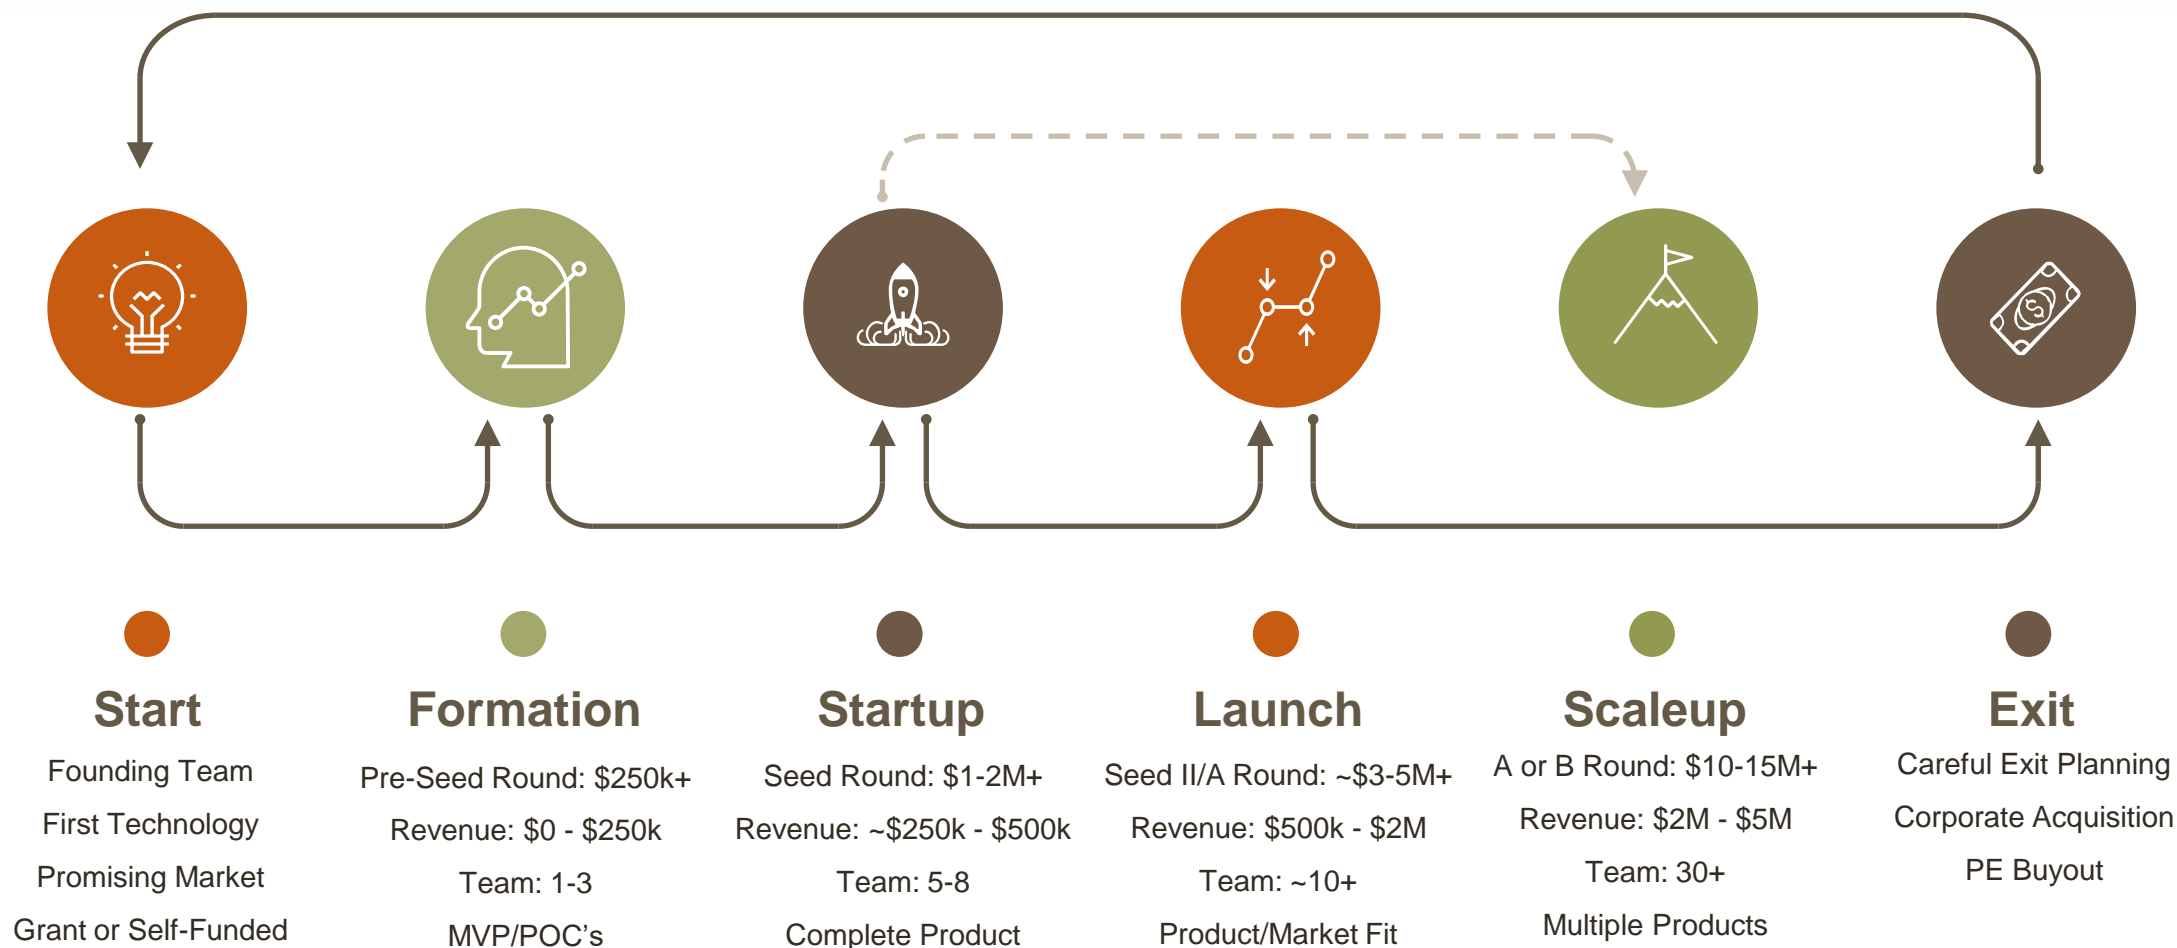 Start
Founding Team
First Technology
Promising Market
Grant or Self-Funded
Formation
Pre-Seed Round: $250k+
Revenue: $0 - $250k
Team: 1-3
MVP/POC’s
Startup
Seed Round: $1-2M+
Revenue: ~$250k - $500k
Team: 5-8
Complete Product
Launch
Seed II/A Round: ~$3-5M+
Revenue: $500k - $2M
Team: ~10+
Product/Market Fit
Scaleup
A or B Round: $10-15M+
Revenue: $2M - $5M
Team: 30+
Multiple Products
Exit
Careful Exit Planning
Corporate Acquisition
PE Buyout